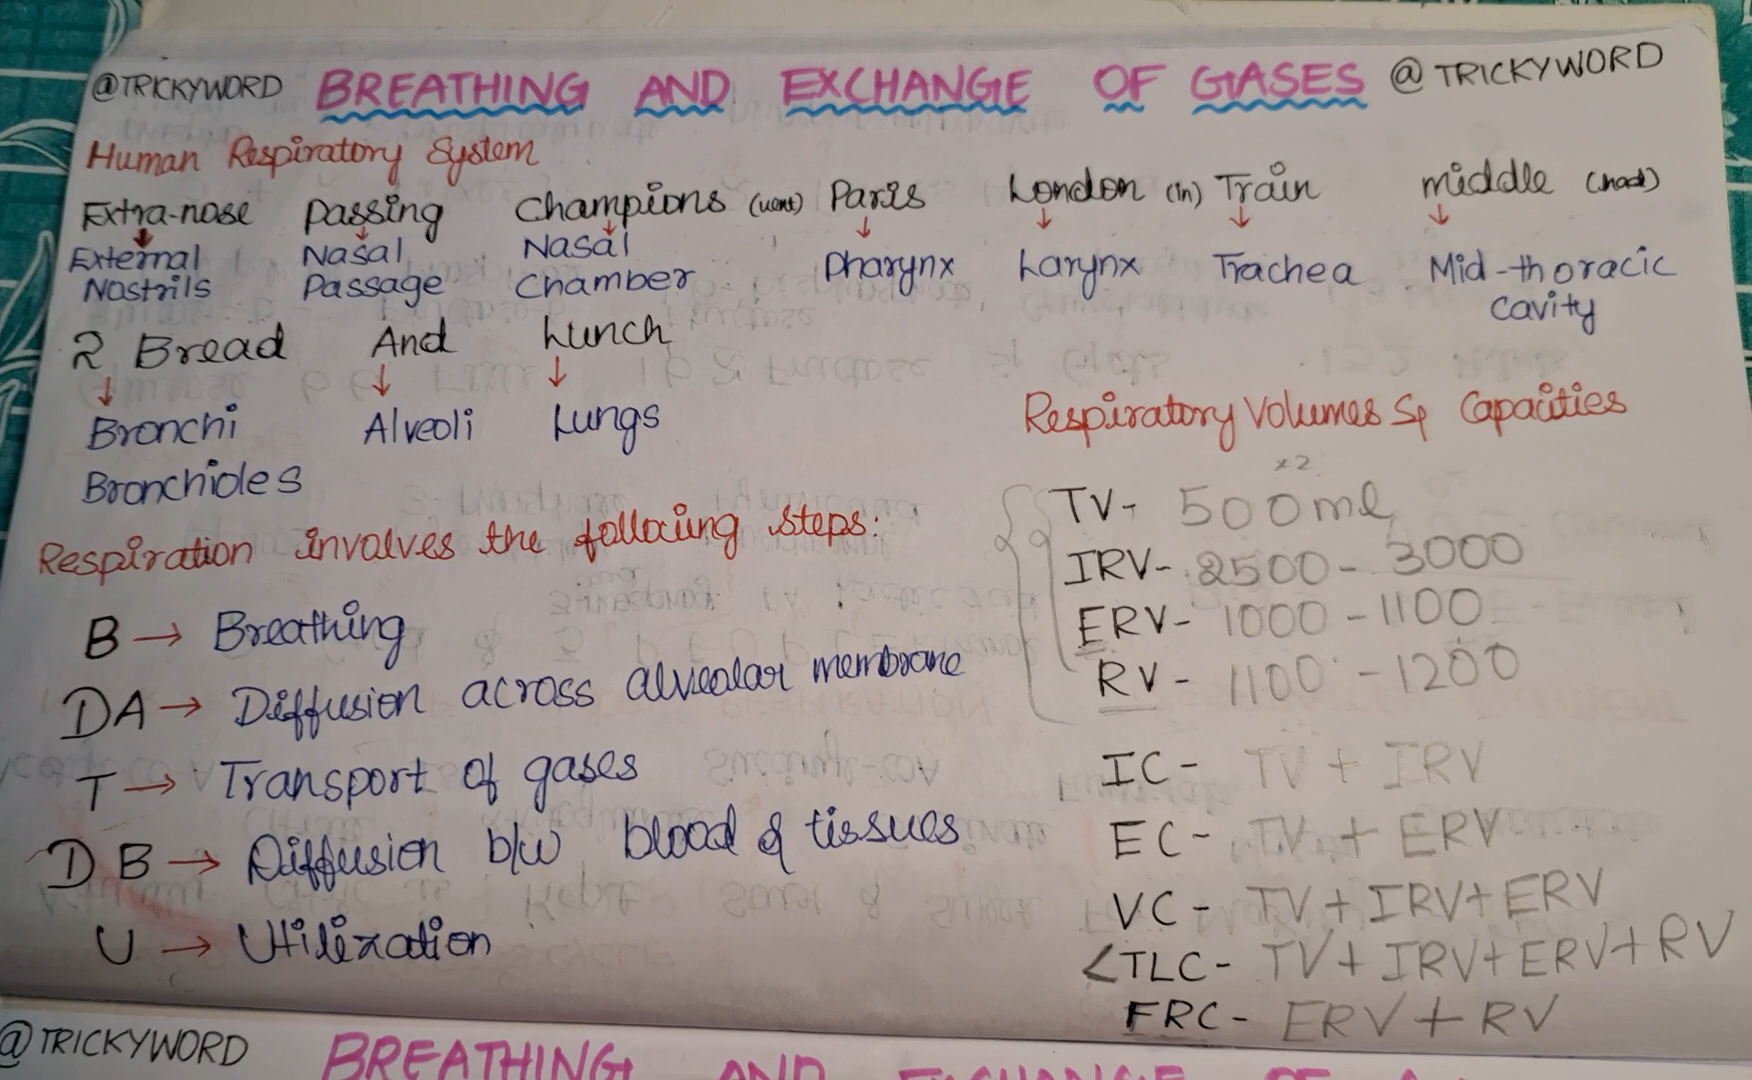 @TRICKYWORD BREATHING AND EXCHANGE OF GASES @TRICKYWORD
Human Respiratory System
Extra-nose Passing Champions (went) Paris London (in) Train middle (had)
External Nostrils
Nasal Passage
Nasal Chamber
Pharynx
Larynx
Trachea
Mid-thoracic cavity
2 Bread And Lunch
Bronchi Alveoli Lungs
Bronchioles
Respiration involves the following steps:
B → Breathing
DA → Diffusion across alveolar membrane
T → Transport of gases
DB → Diffusion b/w blood & tissues
U → Utilization
Respiratory Volumes & Capacities
×2
TV- 500ml
IRV- 2500 - 3000
ERV- 1000 - 1100
RV - 1100 - 1200
IC - TV + IRV
EC - TV + ERV
VC - TV + IRV + ERV
TLC - TV + IRV + ERV + RV
FRC - ERV + RV
@TRICKYWORD BREATHING AND